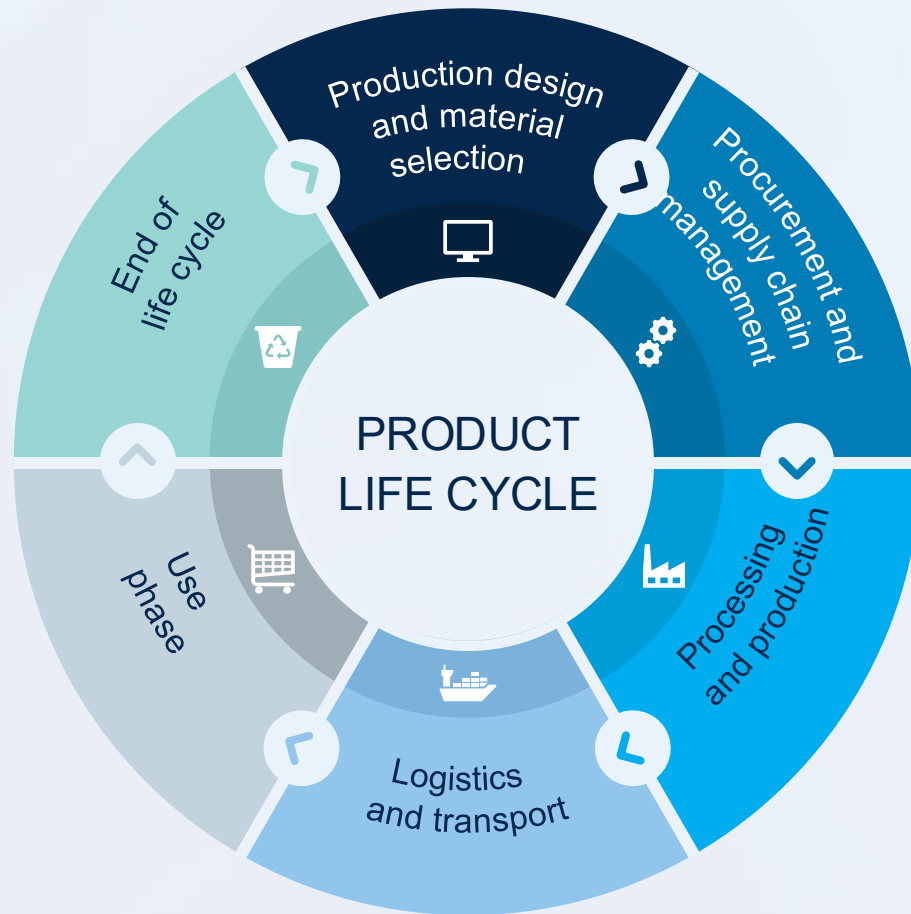 Production design
and material
selection
Procurement and
supply chain
management
Processing
and production
Logistics
and transport
Use
phase
End of
life cycle
PRODUCT
LIFE CYCLE